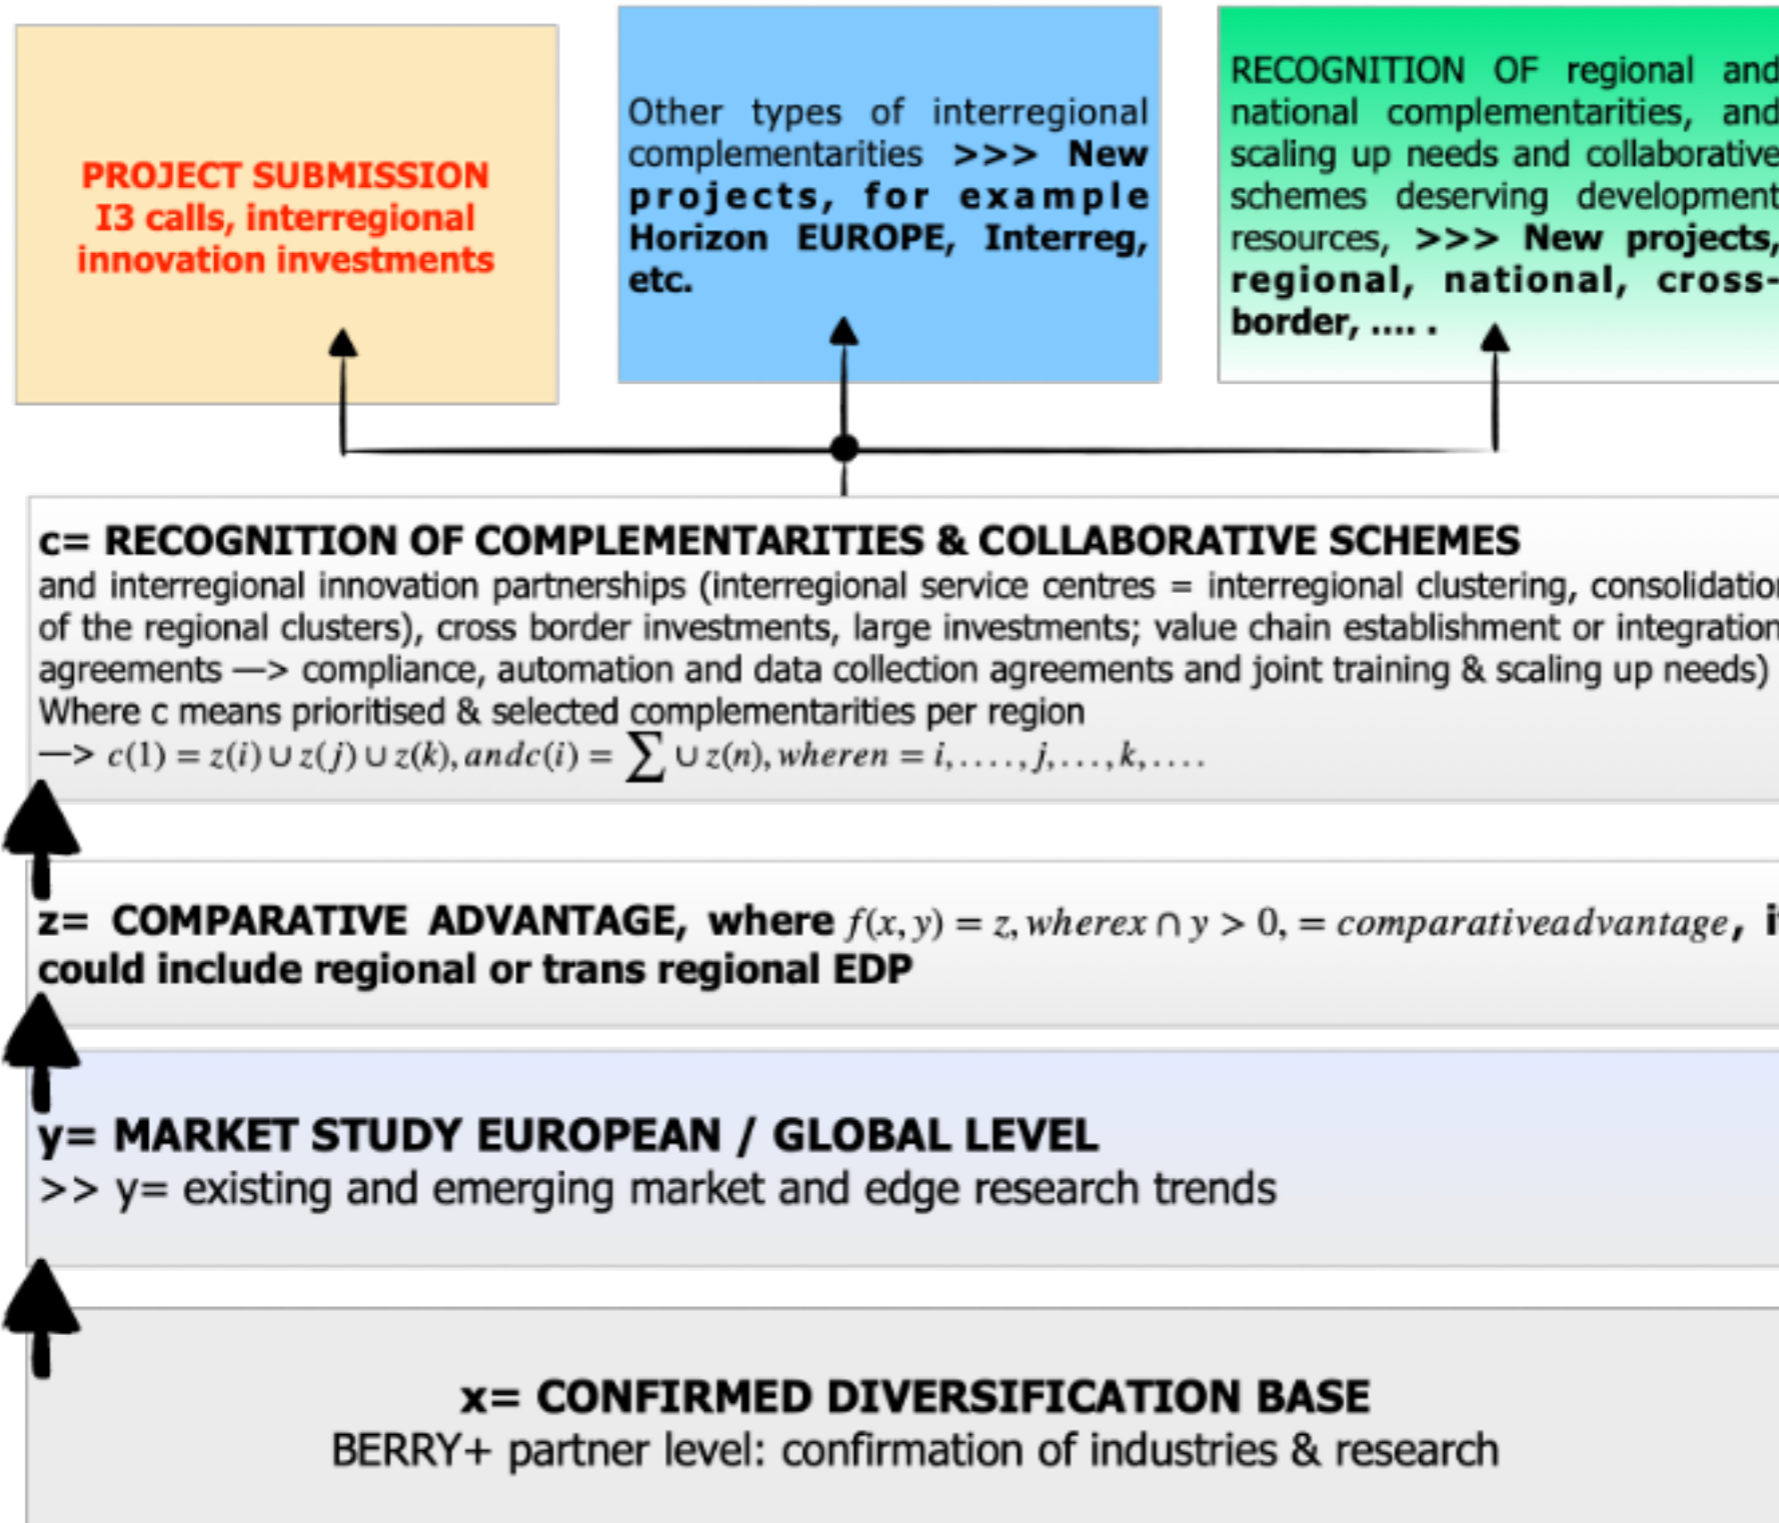 PROJECT SUBMISSION
I3 calls, interregional
innovation investments
Other types of interregional
complementarities >>> New
projects, for example
Horizon EUROPE, Interreg,
etc.
RECOGNITION OF regional and
national complementarities, and
scaling up needs and collaborative
schemes deserving development
resources, >>> New projects,
regional, national, cross-
border, .... .
c= RECOGNITION OF COMPLEMENTARITIES & COLLABORATIVE SCHEMES
and interregional innovation partnerships (interregional service centres = interregional clustering, consolidation
of the regional clusters), cross border investments, large investments; value chain establishment or integration
agreements —> compliance, automation and data collection agreements and joint training & scaling up needs)
Where c means prioritised & selected complementarities per region
—> c(1) = z(i) ∪ z(j) ∪ z(k), andc(i) = ∑ ∪ z(n), wheren = i, . . . . , j, . . . , k, . . . .
z= COMPARATIVE ADVANTAGE, where f(x, y) = z, wherex ∩ y > 0, = comparativeadvantage,
could include regional or trans regional EDP
y= MARKET STUDY EUROPEAN / GLOBAL LEVEL
>> y= existing and emerging market and edge research trends
x= CONFIRMED DIVERSIFICATION BASE
BERRY+ partner level: confirmation of industries & research